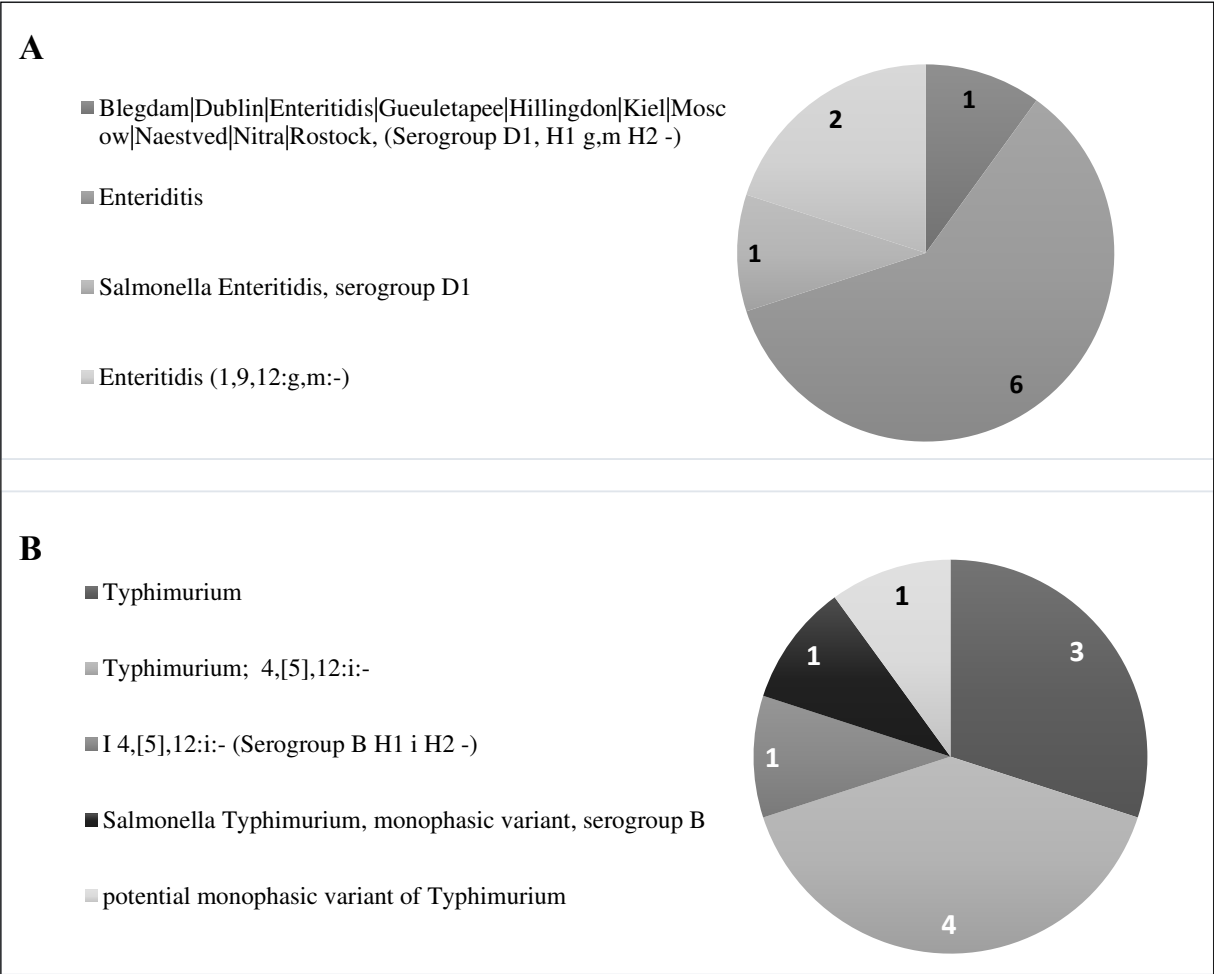 A
Blegdam|Dublin|Enteritidis|Gueuletapee|Hillingdon|Kiel|Mosc
ow|Naestved|Nitra|Rostock, (Serogroup D1, H1 g,m H2 -)
Enteriditis
Salmonella Enteritidis, serogroup D1
Enteritidis (1,9,12:g,m:-)
1
2
1
6
B
Typhimurium
Typhimurium;  4,[5],12:i:-
I 4,[5],12:i:- (Serogroup B H1 i H2 -)
Salmonella Typhimurium, monophasic variant, serogroup B
potential monophasic variant of Typhimurium
1
3
1
1
4